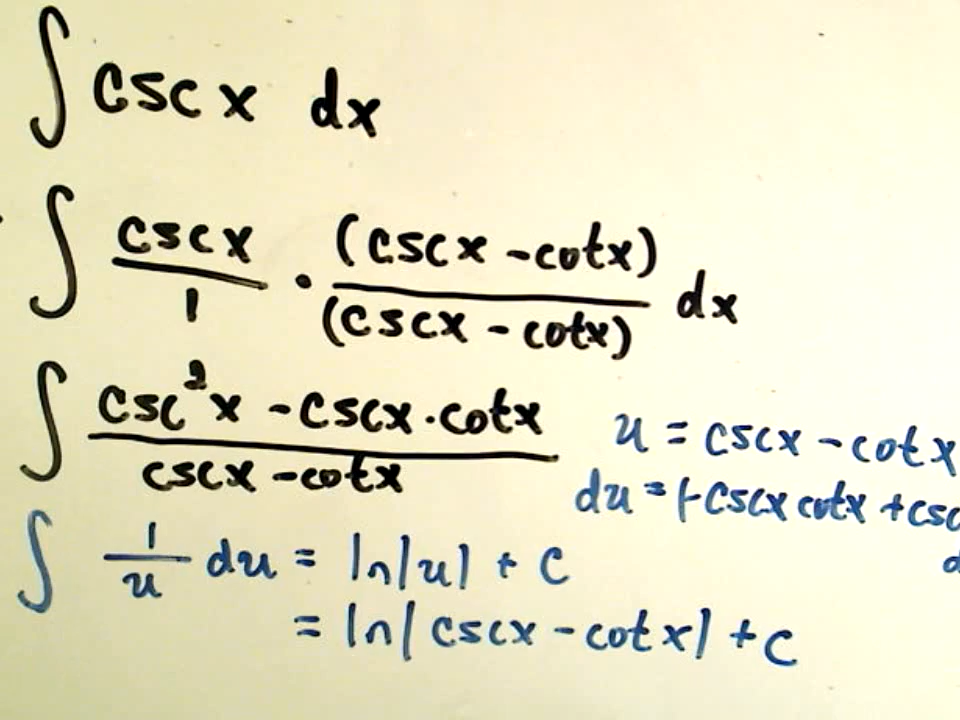 ∫ csc x dx
∫ csc x / 1 · (csc x - cot x) / (csc x - cot x) dx
∫ csc² x - csc x · cot x / csc x - cot x
u = csc x - cot x
du = (-csc x cot x + csc
∫ 1/u du = ln|u| + C
= ln| csc x - cot x| + C